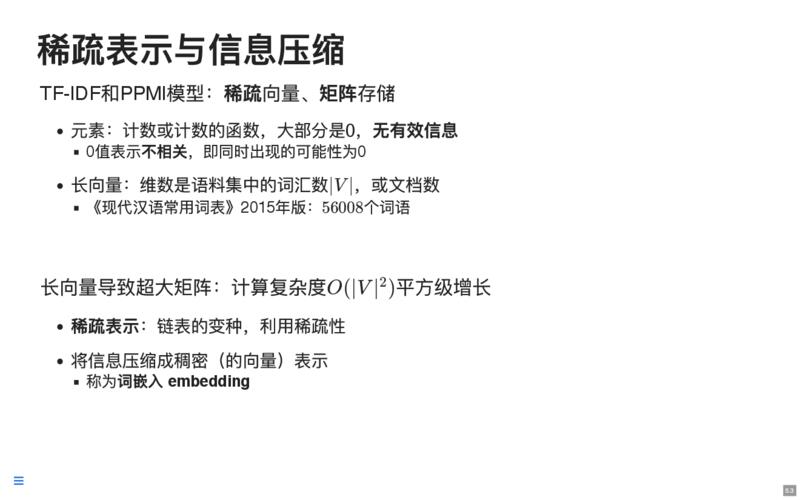 稀疏表示与信息压缩
TF-IDF和PPMI模型：稀疏向量、矩阵存储
• 元素：计数或计数的函数，大部分是0，无有效信息
▪ 0值表示不相关，即同时出现的可能性为0
• 长向量：维数是语料集中的词汇数|V|，或文档数
▪ 《现代汉语常用词表》2015年版：56008个词语
长向量导致超大矩阵：计算复杂度O(|V|²)平方级增长
• 稀疏表示：链表的变种，利用稀疏性
• 将信息压缩成稠密（的向量）表示
▪ 称为词嵌入 embedding
5.3